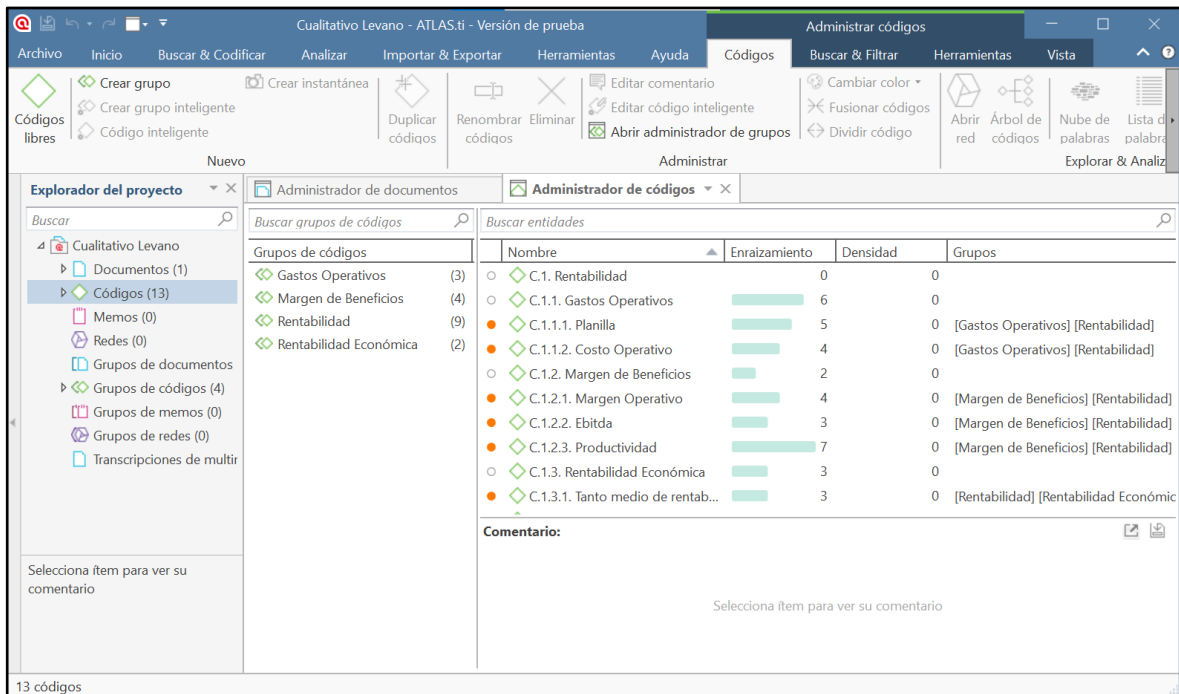 Cualitativo Levano - ATLAS.ti - Versión de prueba
Administrar códigos
Archivo Inicio Buscar & Codificar Analizar Importar & Exportar Herramientas Ayuda Códigos Buscar & Filtrar Herramientas Vista
Códigos libres
Crear grupo
Crear grupo inteligente
Código inteligente
Crear instantánea
Nuevo
Duplicar códigos
Renombrar códigos
Eliminar
Editar comentario
Editar código inteligente
Abrir administrador de grupos
Cambiar color
Fusionar códigos
Dividir código
Administrar
Abrir red
Árbol de códigos
Nube de palabras
Lista d palabra
Explorar & Analiz
Explorador del proyecto
Buscar
Cualitativo Levano
Documentos (1)
Códigos (13)
Memos (0)
Redes (0)
Grupos de documentos
Grupos de códigos (4)
Grupos de memos (0)
Grupos de redes (0)
Transcripciones de multir
Selecciona ítem para ver su
comentario
Administrador de documentos
Administrador de códigos
Buscar grupos de códigos
Grupos de códigos
Gastos Operativos (3)
Margen de Beneficios (4)
Rentabilidad (9)
Rentabilidad Económica (2)
Buscar entidades
Nombre Enraizamiento Densidad Grupos
C.1. Rentabilidad 0 0
C.1.1. Gastos Operativos 6 0
C.1.1.1. Planilla 5 0 [Gastos Operativos] [Rentabilidad]
C.1.1.2. Costo Operativo 4 0 [Gastos Operativos] [Rentabilidad]
C.1.2. Margen de Beneficios 2 0
C.1.2.1. Margen Operativo 4 0 [Margen de Beneficios] [Rentabilidad]
C.1.2.2. Ebitda 3 0 [Margen de Beneficios] [Rentabilidad]
C.1.2.3. Productividad 7 0 [Margen de Beneficios] [Rentabilidad]
C.1.3. Rentabilidad Económica 3 0
C.1.3.1. Tanto medio de rentab... 3 0 [Rentabilidad] [Rentabilidad Económic
Comentario:
Selecciona ítem para ver su comentario
13 códigos